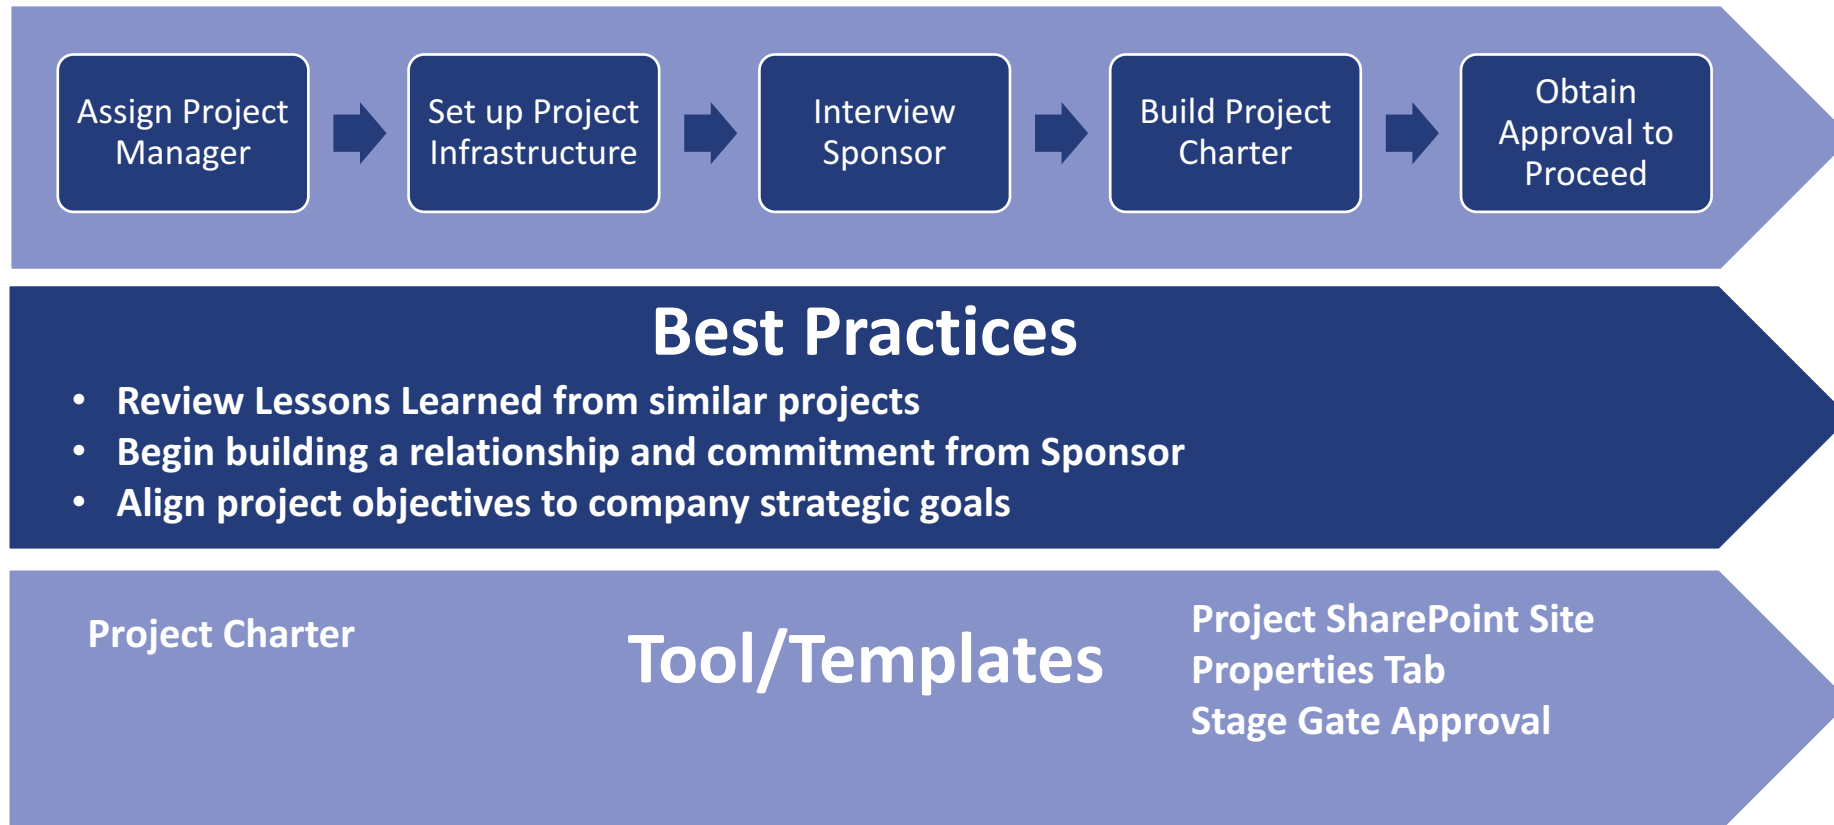 Assign Project
Manager
Set up Project
Infrastructure
Interview
Sponsor
Build Project
Charter
Obtain
Approval to
Proceed
Best Practices
• Review Lessons Learned from similar projects
• Begin building a relationship and commitment from Sponsor
• Align project objectives to company strategic goals
Project Charter
Tool/Templates
Project SharePoint Site
Properties Tab
Stage Gate Approval